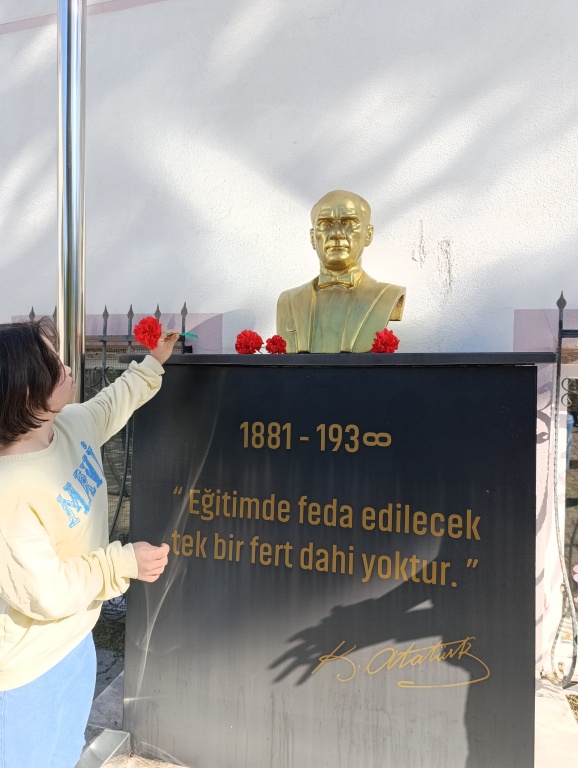 1881 - 193∞
“ Eğitimde feda edilecek
tek bir fert dahi yoktur. ”
K. Atatürk